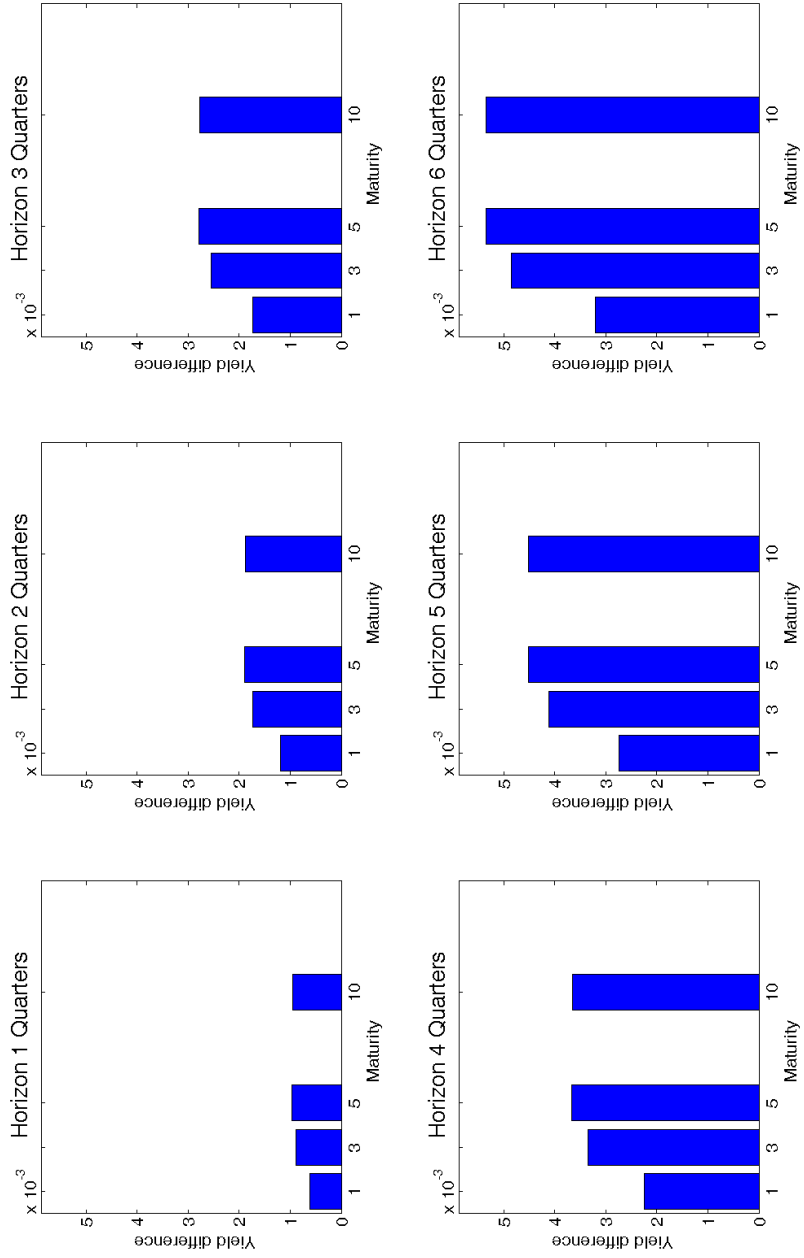 Horizon 1 Quarters
x 10⁻³
5
4
3
2
1
0
Yield difference
1 3 5 10
Maturity
Horizon 2 Quarters
x 10⁻³
5
4
3
2
1
0
Yield difference
1 3 5 10
Maturity
Horizon 3 Quarters
x 10⁻³
5
4
3
2
1
0
Yield difference
1 3 5 10
Maturity
Horizon 4 Quarters
x 10⁻³
5
4
3
2
1
0
Yield difference
1 3 5 10
Maturity
Horizon 5 Quarters
x 10⁻³
5
4
3
2
1
0
Yield difference
1 3 5 10
Maturity
Horizon 6 Quarters
x 10⁻³
5
4
3
2
1
0
Yield difference
1 3 5 10
Maturity